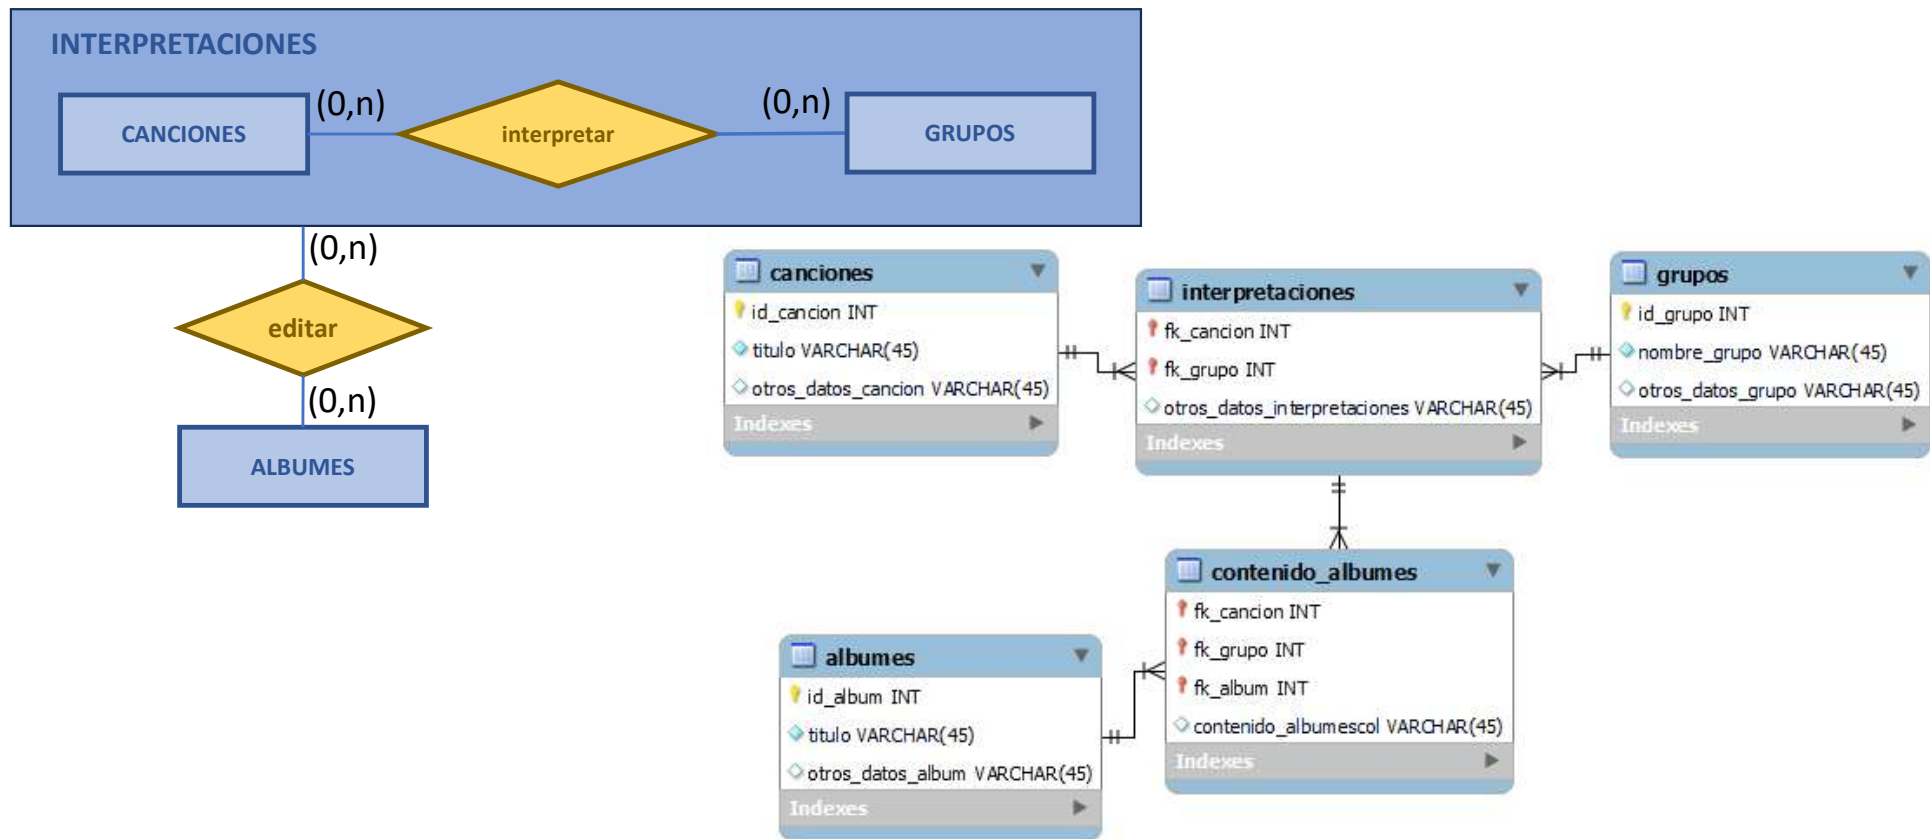 INTERPRETACIONES
CANCIONES
(0,n)
interpretar
(0,n)
GRUPOS
(0,n)
editar
(0,n)
ALBUMES
canciones
id_cancion INT
titulo VARCHAR(45)
otros_datos_cancion VARCHAR(45)
Indexes
interpretaciones
fk_cancion INT
fk_grupo INT
otros_datos_interpretaciones VARCHAR(45)
Indexes
grupos
id_grupo INT
nombre_grupo VARCHAR(45)
otros_datos_grupo VARCHAR(45)
Indexes
contenido_albumes
fk_cancion INT
fk_grupo INT
fk_album INT
contenido_albumescol VARCHAR(45)
Indexes
albumes
id_album INT
titulo VARCHAR(45)
otros_datos_album VARCHAR(45)
Indexes